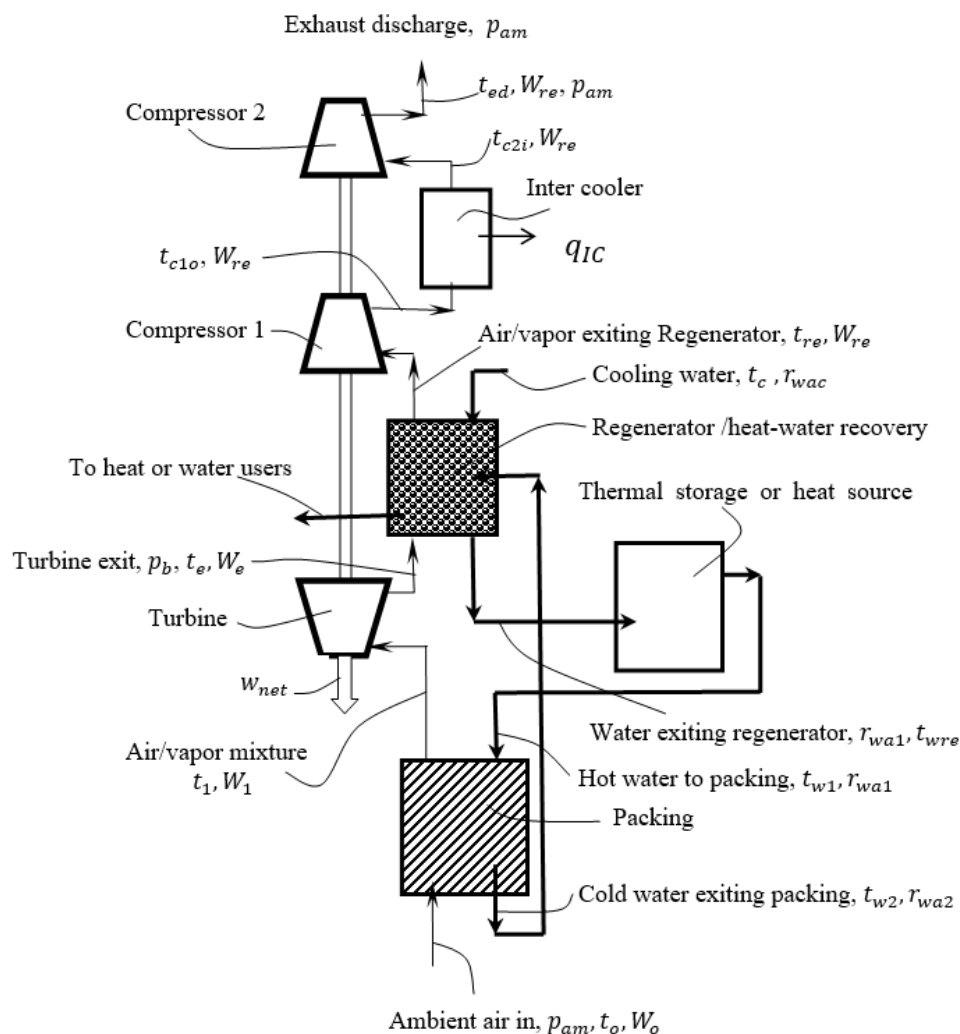 Exhaust discharge, p_am
t_ed, W_re, p_am
Compressor 2
t_c2i, W_re
Inter cooler
q_IC
t_c1o, W_re
Compressor 1
Air/vapor exiting Regenerator, t_re, W_re
Cooling water, t_c , r_wac
Regenerator /heat-water recovery
To heat or water users
Thermal storage or heat source
Turbine exit, p_b, t_e, W_e
Turbine
w_net
Water exiting regenerator, r_wa1, t_wre
Air/vapor mixture
t_1, W_1
Hot water to packing, t_w1, r_wa1
Packing
Cold water exiting packing, t_w2, r_wa2
Ambient air in, p_am, t_o, W_o